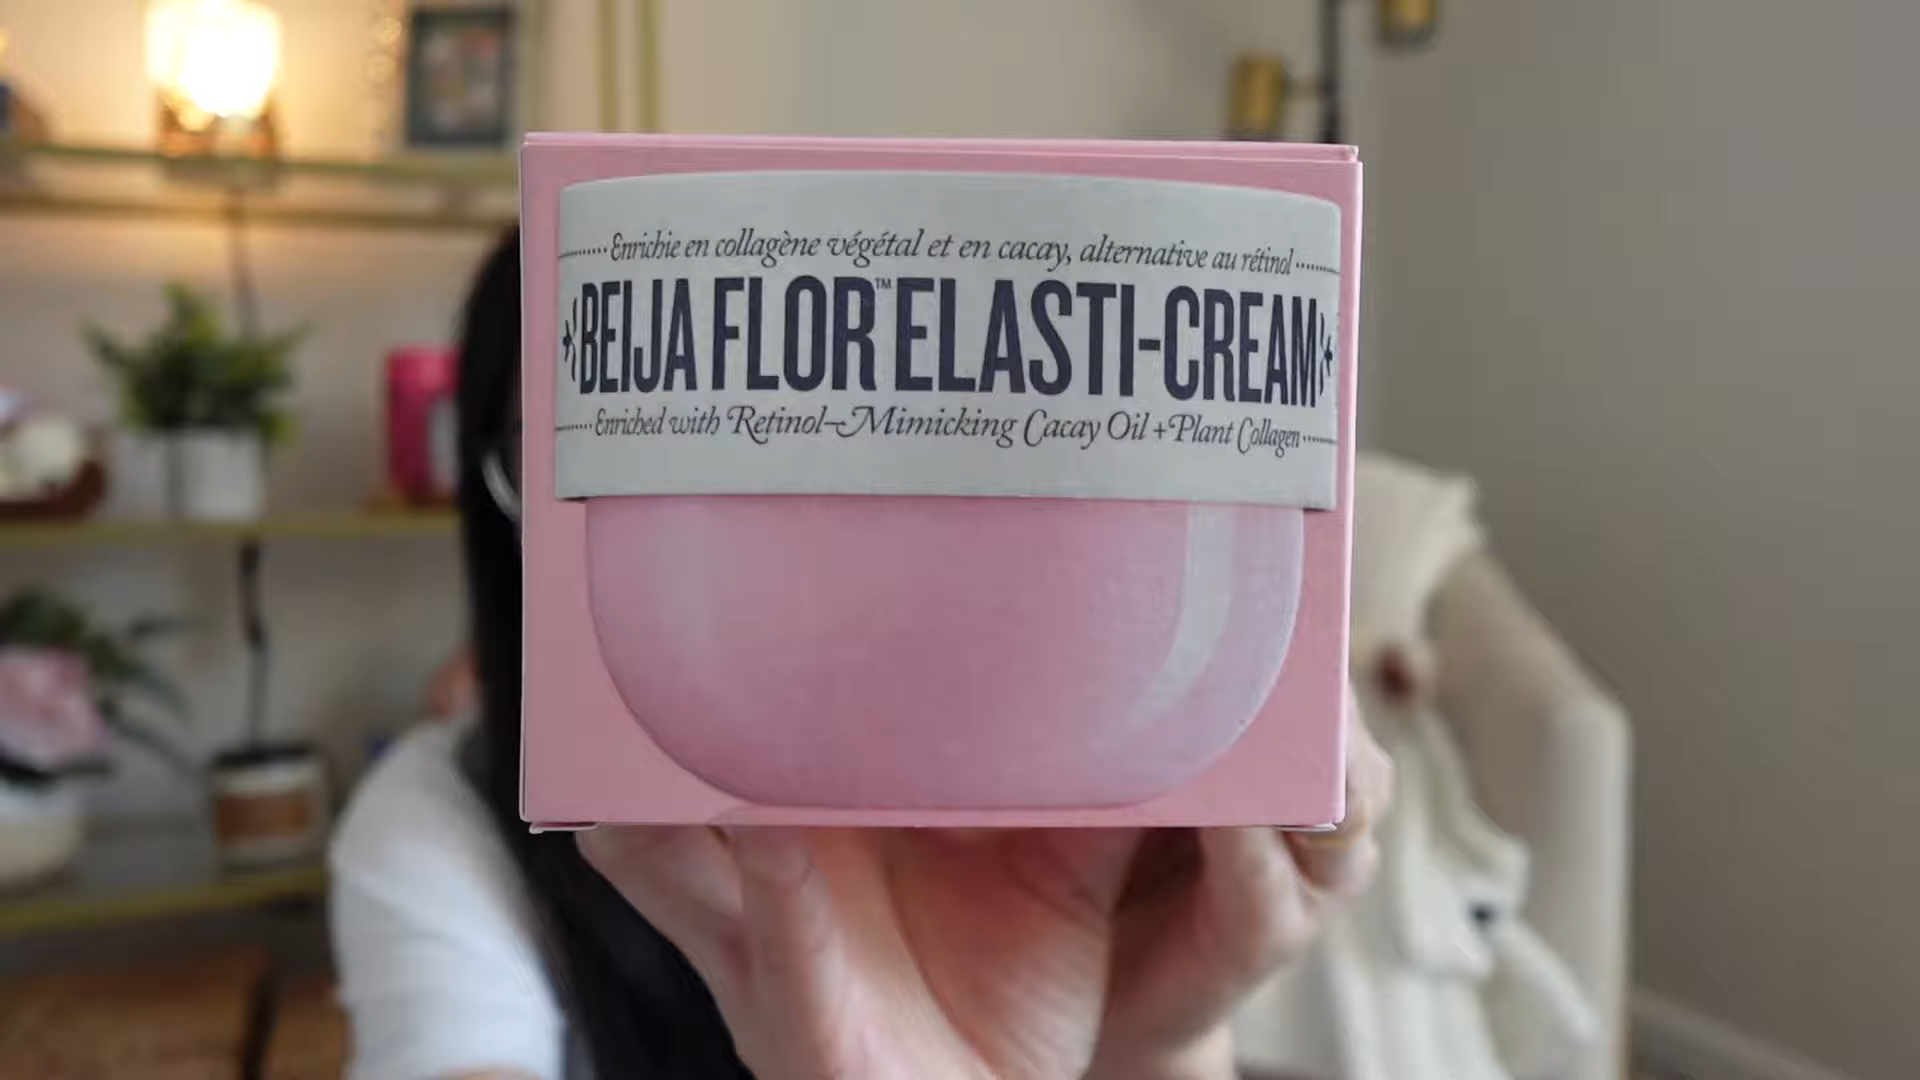 Enrichie en collagène végétal et en cacay, alternative au rétinol
BEIJA FLOR™ ELASTI-CREAM
Enriched with Retinol-Mimicking Cacay Oil + Plant Collagen